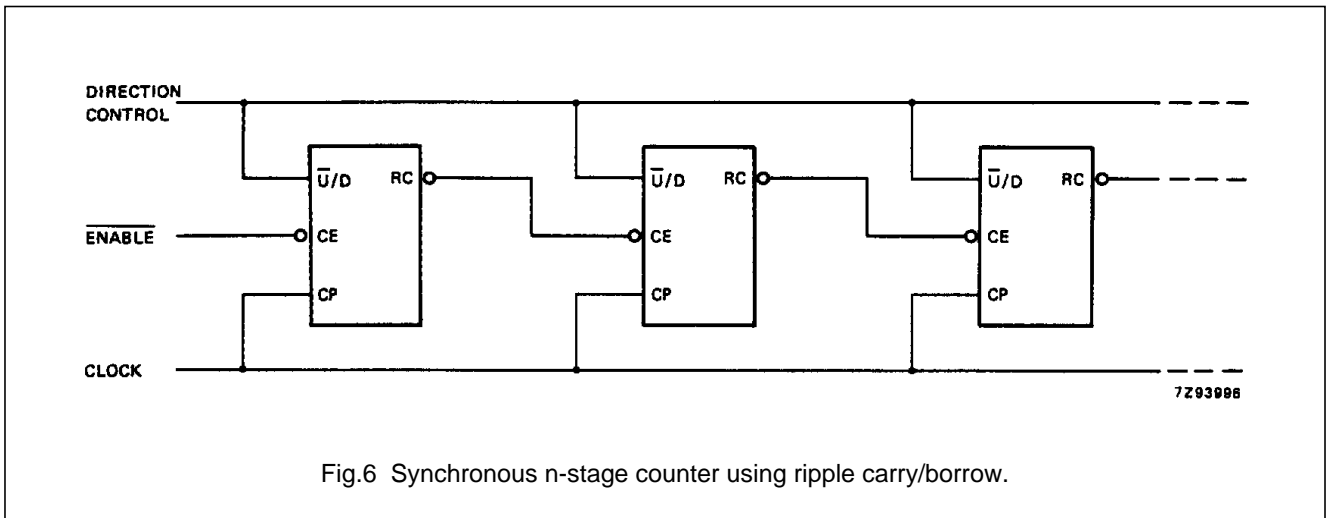 DIRECTION
CONTROL
U̅/D RC
U̅/D RC
U̅/D RC
E̅N̅A̅B̅L̅E̅
CE
CE
CE
CP
CP
CP
CLOCK
7Z93996
Fig.6 Synchronous n-stage counter using ripple carry/borrow.